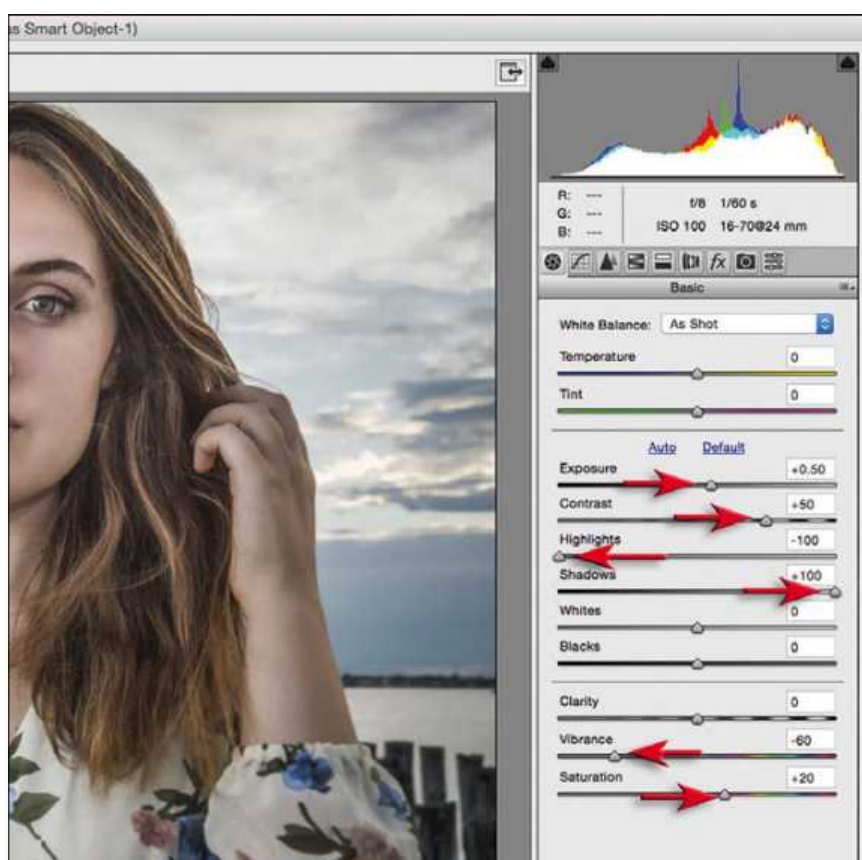 as Smart Object-1)
R: ---
G: ---
B: ---
f/8 1/60 s
ISO 100 16-70@24 mm
fx
Basic
White Balance: As Shot
Temperature 0
Tint 0
Auto Default
Exposure +0.50
Contrast +50
Highlights -100
Shadows +100
Whites 0
Blacks 0
Clarity 0
Vibrance -60
Saturation +20